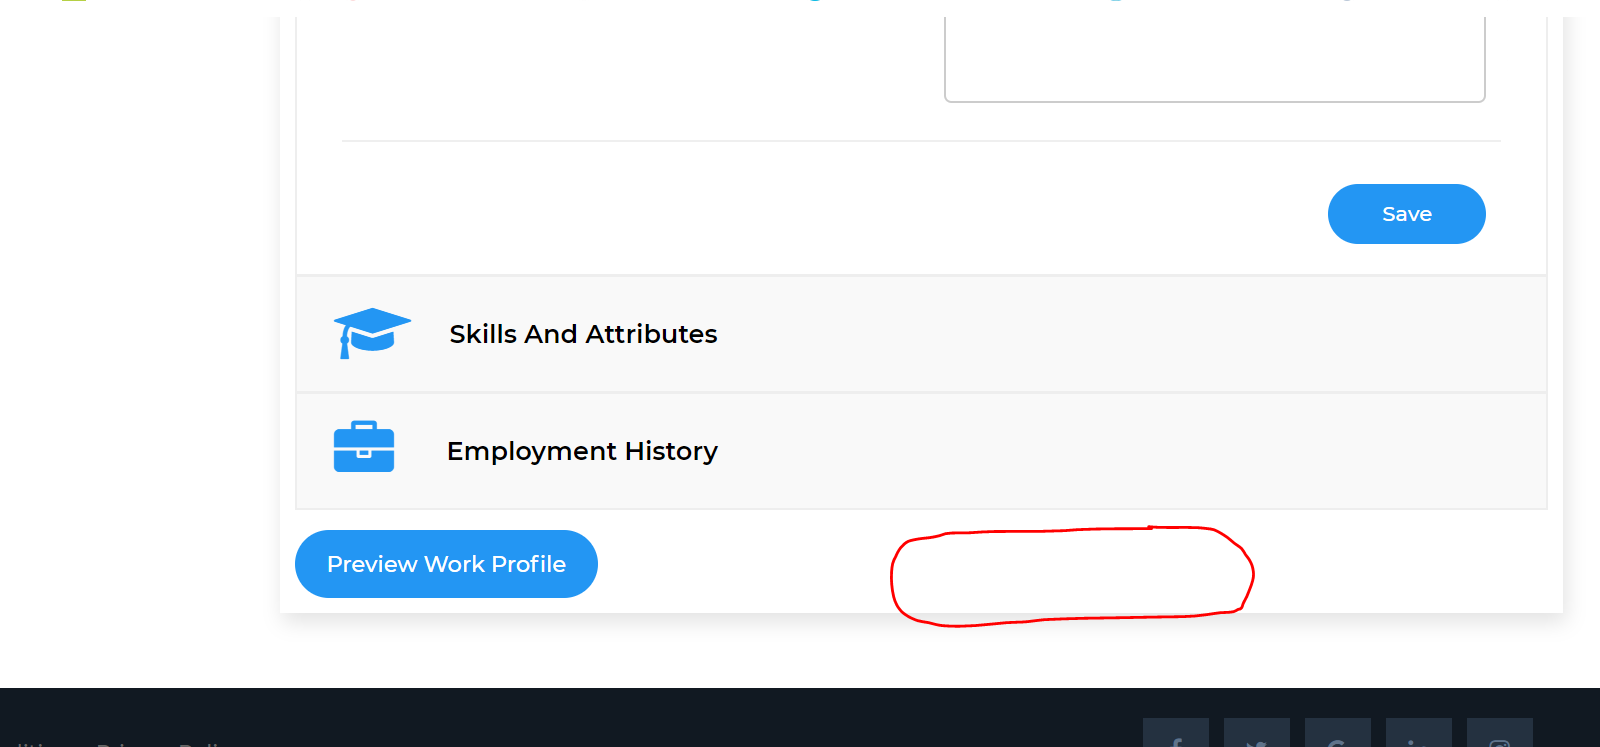 Save
Skills And Attributes
Employment History
Preview Work Profile